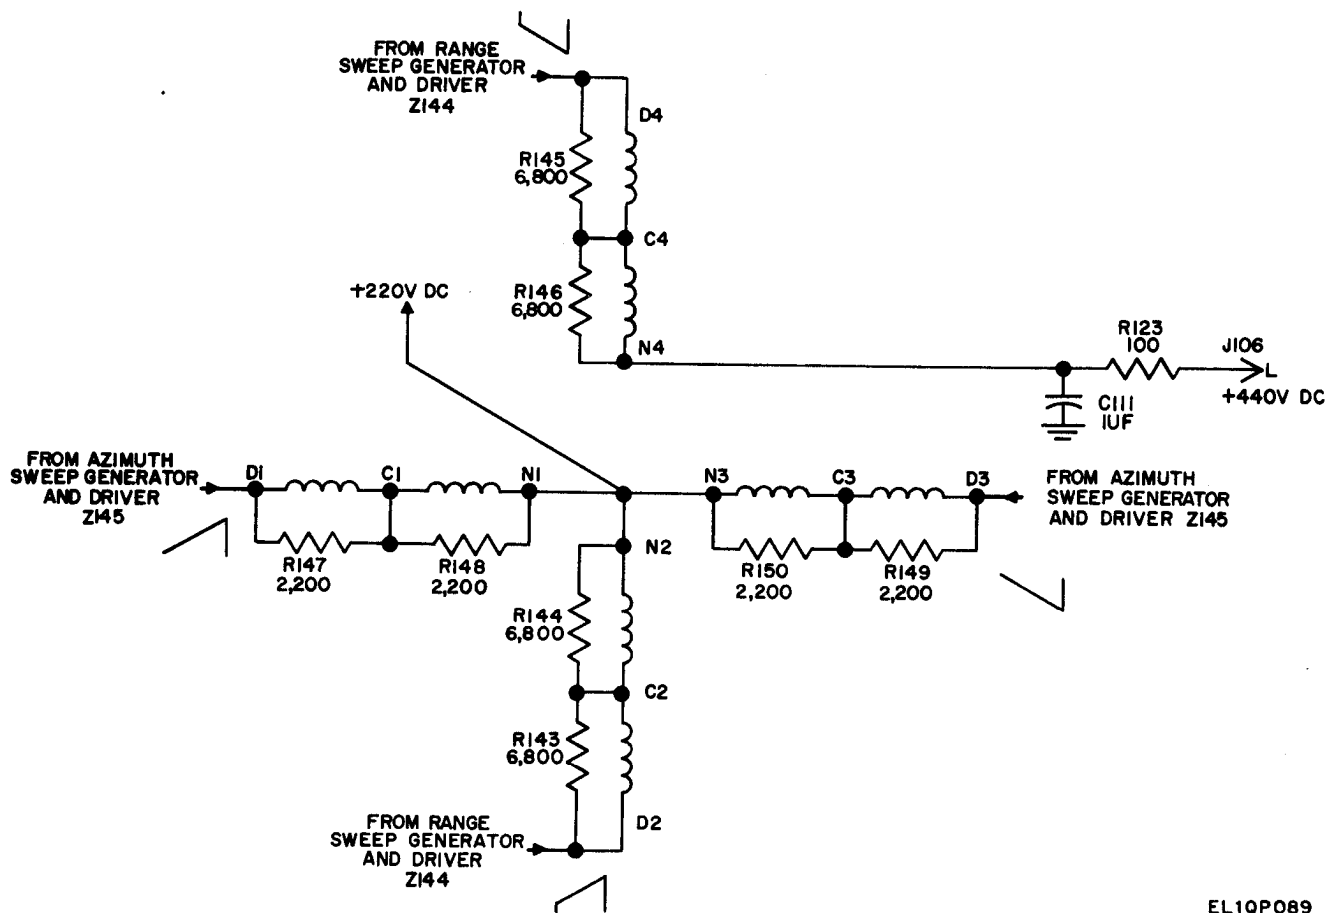 FROM RANGE
SWEEP GENERATOR
AND DRIVER
Z144
D4
R145
6,800
C4
+220V DC
R146
6,800
N4
R123
100
J106
L
+440V DC
C111
1UF
FROM AZIMUTH
SWEEP GENERATOR
AND DRIVER
Z145
D1
C1
N1
N3
C3
D3
FROM AZIMUTH
SWEEP GENERATOR
AND DRIVER Z145
R147
2,200
R148
2,200
N2
R150
2,200
R149
2,200
R144
6,800
C2
R143
6,800
D2
FROM RANGE
SWEEP GENERATOR
AND DRIVER
Z144
EL1QP089